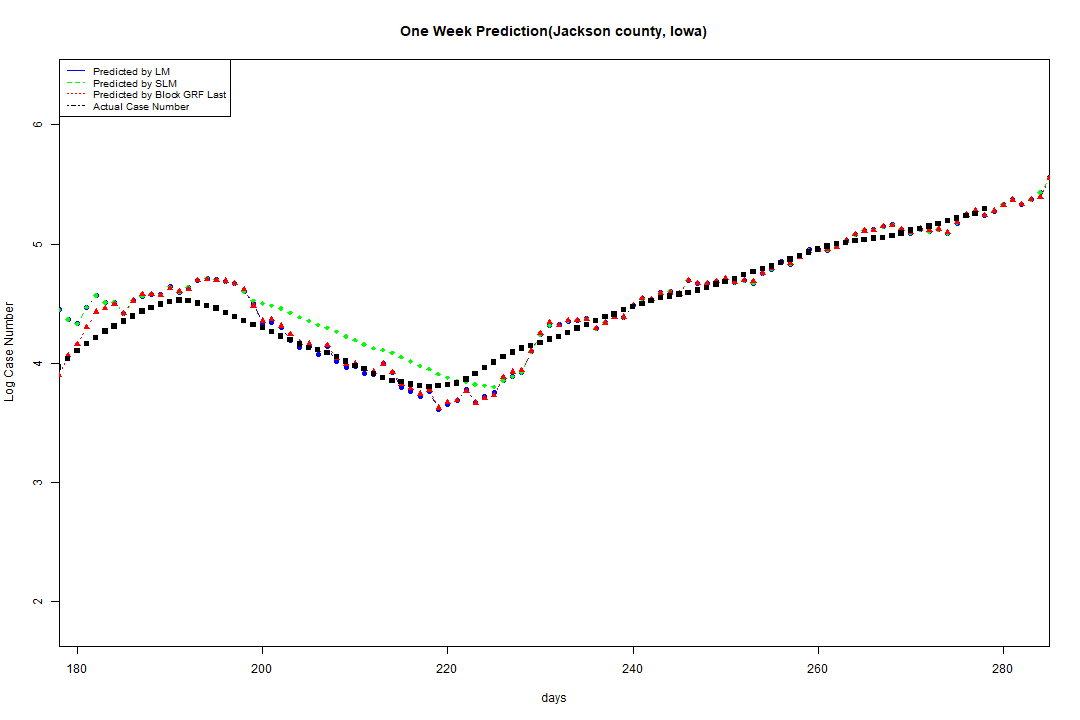 One Week Prediction(Jackson county, Iowa)
Predicted by LM
Predicted by SLM
Predicted by Block GRF Last
Actual Case Number
6
5
4
3
2
Log Case Number
180 200 220 240 260 280
days